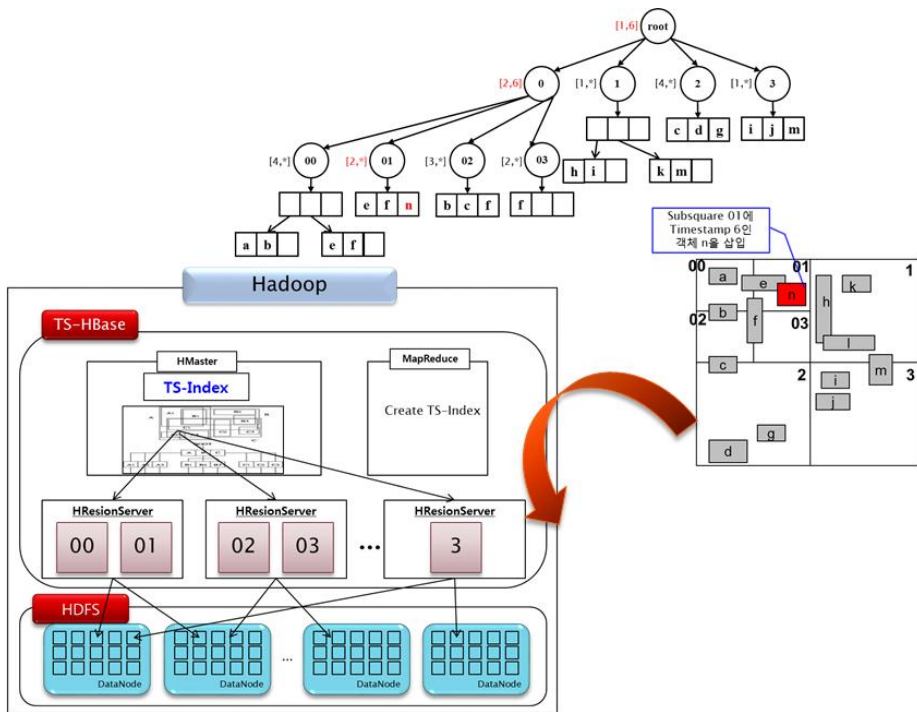 [1,6] root
[2,6] 0 [1,*] 1 [4,*] 2 [1,*] 3
c d g i j m
[4,*] 00 [2,*] 01 [3,*] 02 [2,*] 03
h i k m
e f n b c f f
a b e f
Subsquare 01에
Timestamp 6인
객체 n을 삽입
00 01 1
a e n k
02 b f 03 h
l
c 2 m 3
i
j
g
d
Hadoop
TS-HBase
HMaster
TS-Index
MapReduce
Create TS-Index
HResionServer
00 01
HResionServer
02 03
...
HResionServer
3
HDFS
DataNode
DataNode
...
DataNode
DataNode